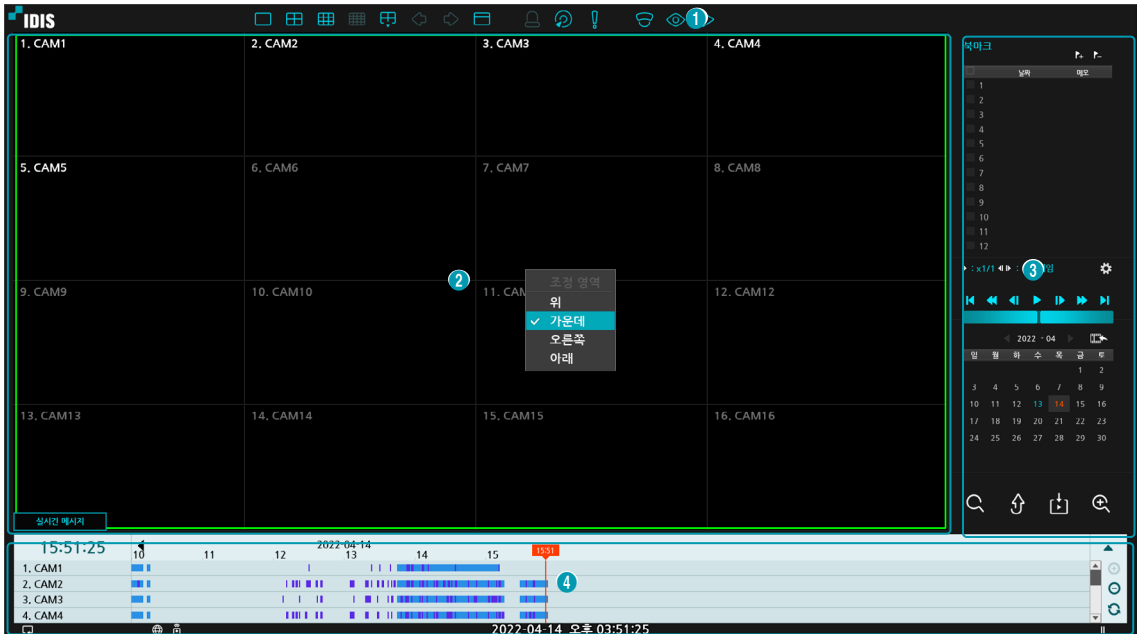 IDIS
1
1. CAM1
2. CAM2
3. CAM3
4. CAM4
5. CAM5
6. CAM6
7. CAM7
8. CAM8
9. CAM9
10. CAM10
11. CAM
12. CAM12
13. CAM13
14. CAM14
15. CAM15
16. CAM16
2
조정 영역
위
가운데
오른쪽
아래
실시간 메시지
북마크
날짜 메모
1
2
3
4
5
6
7
8
9
10
11
12
: x1/1 :
3
2022 - 04
일 월 화 수 목 금 토
1 2
3 4 5 6 7 8 9
10 11 12 13 14 15 16
17 18 19 20 21 22 23
24 25 26 27 28 29 30
15:51:25
2022-04-14
10 11 12 13 14 15 15:51
1. CAM1
2. CAM2
3. CAM3
4. CAM4
4
2022-04-14 오후 03:51:25